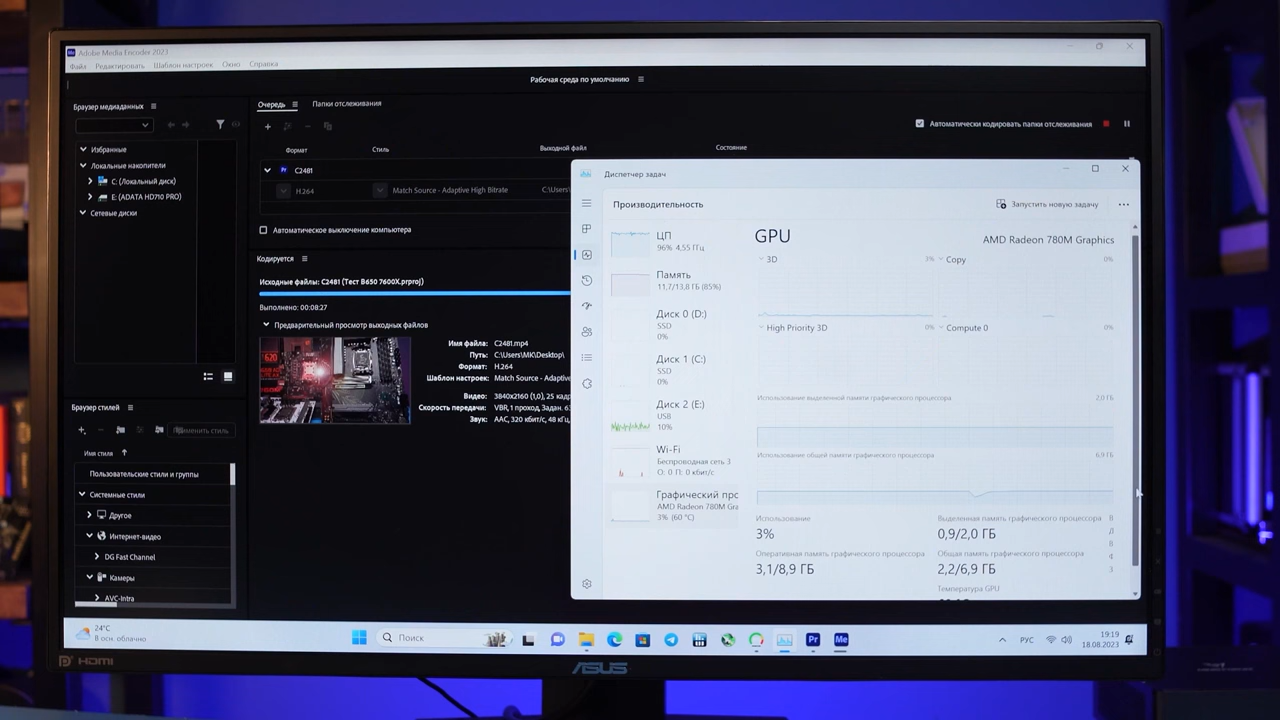 Adobe Media Encoder 2023
Файл Редактировать Шаблон настроек Окно Справка
Рабочая среда по умолчанию
Браузер медиаданных
Очередь Папки отслеживания
Автоматически кодировать папки отслеживания
Формат Стиль Выходной файл Состояние
Избранные
Локальные накопители
C: (Локальный диск)
E: (ADATA HD710 PRO)
Сетевые диски
Pr C2481
H.264 Match Source - Adaptive High Bitrate C:\Users\
Автоматическое выключение компьютера
Кодируется
Исходные файлы: C2481 (Тест B650 7600X.prproj)
Выполнено: 00:08:27
Предварительный просмотр выходных файлов
Имя файла: C2481.mp4
Путь: C:\Users\MK\Desktop\
Формат: H.264
Шаблон настроек: Match Source - Adaptive
Видео: 3840x2160 (1,0), 25 кадр
Скорость передачи: VBR, 1 проход, Задан. 6
Звук: AAC, 320 кбит/с, 48 кГ
Браузер стилей
Применить стиль
Имя стиля
Пользовательские стили и группы
Системные стили
Другое
Интернет-видео
DG Fast Channel
Камеры
AVC-Intra
Диспетчер задач
Производительность
Запустить новую задачу
ЦП
96% 4,55 ГГц
Память
11,7/13,8 ГБ (85%)
Диск 0 (D:)
SSD
0%
Диск 1 (C:)
SSD
0%
Диск 2 (E:)
USB
10%
Wi-Fi
Беспроводная сеть 3
О: 0 П: 0 кбит/с
Графический прс
AMD Radeon 780M Gra
3% (60 °C)
GPU
AMD Radeon 780M Graphics
3D 3% Copy 0%
High Priority 3D 0% Compute 0 0%
Использование выделенной памяти графического процессора 2,0 ГБ
Использование общей памяти графического процессора 6,9 ГБ
Использование
3%
Выделенная память графического процессора
0,9/2,0 ГБ
Оперативная память графического процессора
3,1/8,9 ГБ
Общая память графического процессора
2,2/6,9 ГБ
Температура GPU
24°C
В осн. облачно
Поиск
Pr Me
РУС
19:19
18.08.2023
HDMI
ASUS